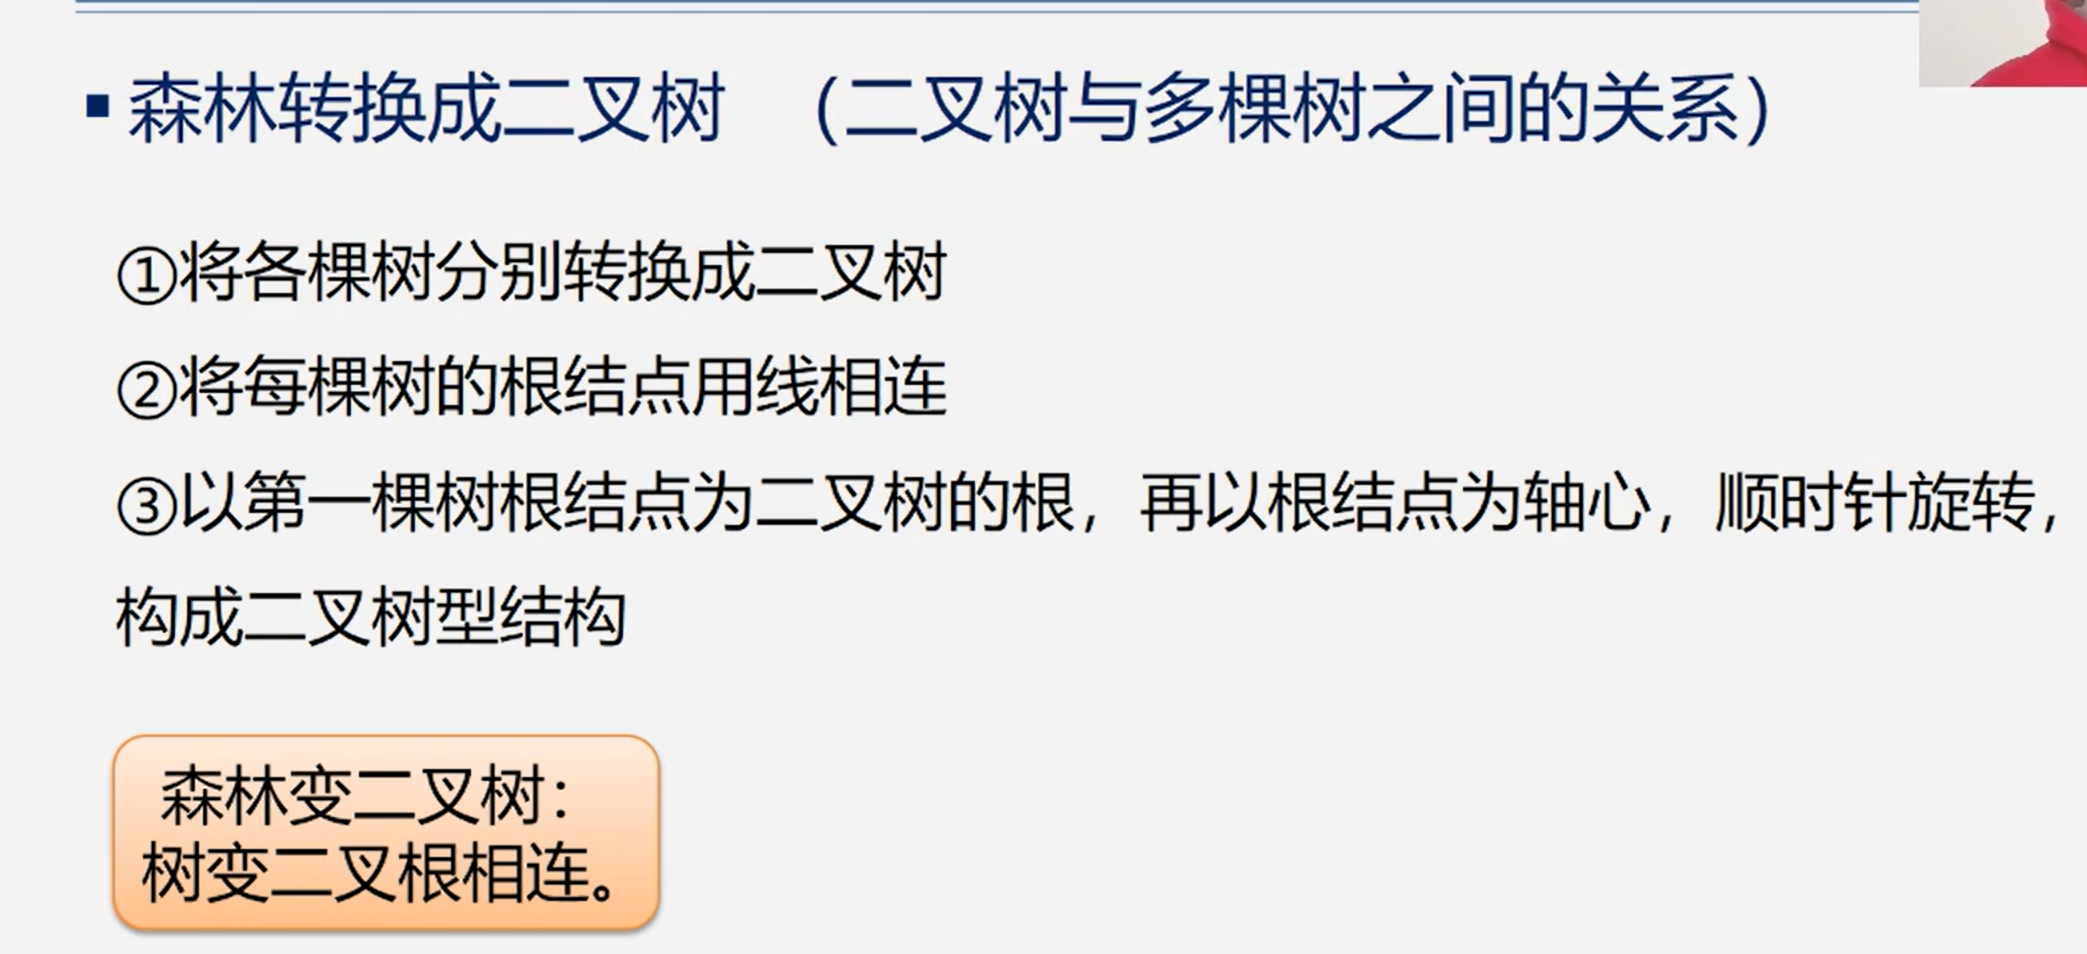 ▪森林转换成二叉树 （二叉树与多棵树之间的关系）
①将各棵树分别转换成二叉树
②将每棵树的根结点用线相连
③以第一棵树根结点为二叉树的根，再以根结点为轴心，顺时针旋转，
构成二叉树型结构
森林变二叉树：
树变二叉根相连。